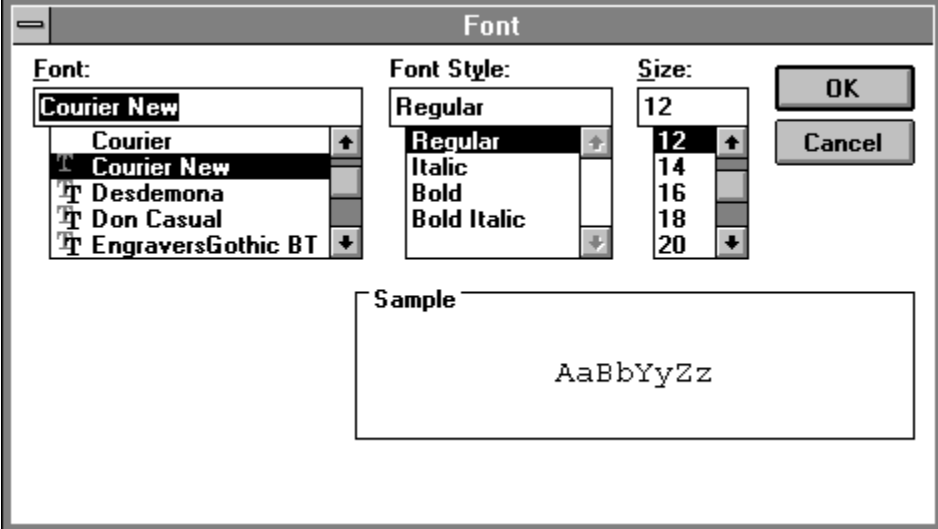 Font
Font:
Courier New
Courier
Courier New
Desdemona
Don Casual
EngraversGothic BT
Font Style:
Regular
Regular
Italic
Bold
Bold Italic
Size:
12
12
14
16
18
20
OK
Cancel
Sample
AaBbYyZz